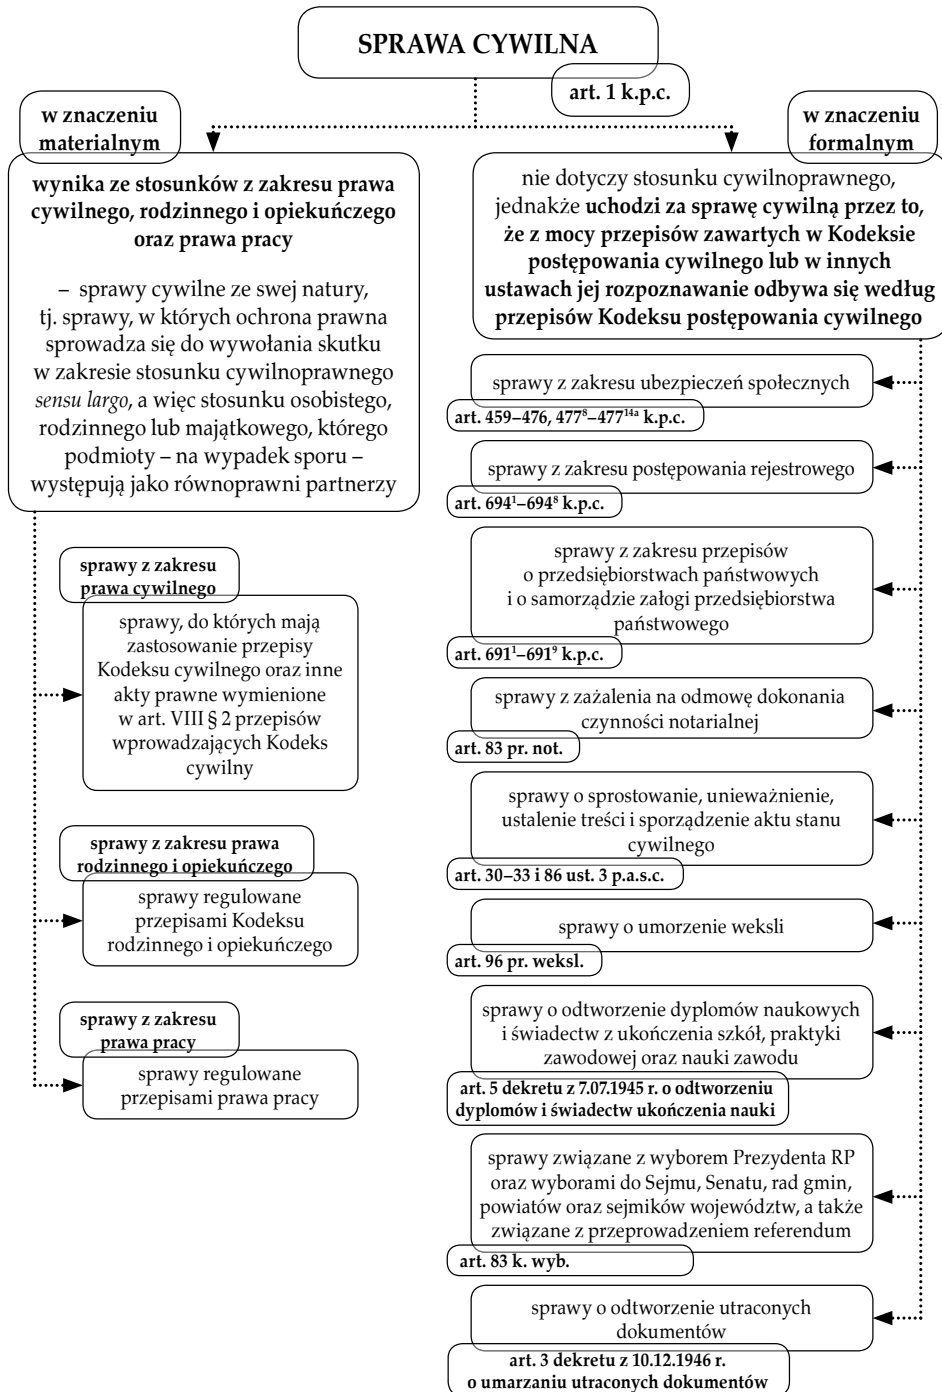 SPRAWA CYWILNA
art. 1 k.p.c.
w znaczeniu
materialnym
wynika ze stosunków z zakresu prawa
cywilnego, rodzinnego i opiekuńczego
oraz prawa pracy
– sprawy cywilne ze swej natury,
tj. sprawy, w których ochrona prawna
sprowadza się do wywołania skutku
w zakresie stosunku cywilnoprawnego
sensu largo, a więc stosunku osobistego,
rodzinnego lub majątkowego, którego
podmioty – na wypadek sporu –
występują jako równoprawni partnerzy
sprawy z zakresu
prawa cywilnego
sprawy, do których mają
zastosowanie przepisy
Kodeksu cywilnego oraz inne
akty prawne wymienione
w art. VIII § 2 przepisów
wprowadzających Kodeks
cywilny
sprawy z zakresu prawa
rodzinnego i opiekuńczego
sprawy regulowane
przepisami Kodeksu
rodzinnego i opiekuńczego
sprawy z zakresu
prawa pracy
sprawy regulowane
przepisami prawa pracy
w znaczeniu
formalnym
nie dotyczy stosunku cywilnoprawnego,
jednakże uchodzi za sprawę cywilną przez to,
że z mocy przepisów zawartych w Kodeksie
postępowania cywilnego lub w innych
ustawach jej rozpoznawanie odbywa się według
przepisów Kodeksu postępowania cywilnego
sprawy z zakresu ubezpieczeń społecznych
art. 459–476, 477⁸–477¹⁴ᵃ k.p.c.
sprawy z zakresu postępowania rejestrowego
art. 694¹–694⁸ k.p.c.
sprawy z zakresu przepisów
o przedsiębiorstwach państwowych
i o samorządzie załogi przedsiębiorstwa
państwowego
art. 691¹–691⁹ k.p.c.
sprawy z zażalenia na odmowę dokonania
czynności notarialnej
art. 83 pr. not.
sprawy o sprostowanie, unieważnienie,
ustalenie treści i sporządzenie aktu stanu
cywilnego
art. 30–33 i 86 ust. 3 p.a.s.c.
sprawy o umorzenie weksli
art. 96 pr. weksl.
sprawy o odtworzenie dyplomów naukowych
i świadectw z ukończenia szkół, praktyki
zawodowej oraz nauki zawodu
art. 5 dekretu z 7.07.1945 r. o odtworzeniu
dyplomów i świadectw ukończenia nauki
sprawy związane z wyborem Prezydenta RP
oraz wyborami do Sejmu, Senatu, rad gmin,
powiatów oraz sejmików województw, a także
związane z przeprowadzeniem referendum
art. 83 k. wyb.
sprawy o odtworzenie utraconych
dokumentów
art. 3 dekretu z 10.12.1946 r.
o umarzaniu utraconych dokumentów